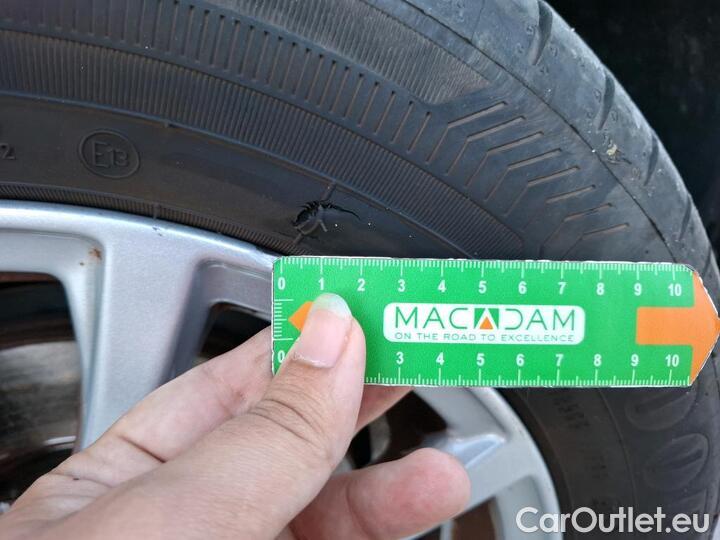 2
E13
0 1 2 3 4 5 6 7 8 9 10
MACADAM
ON THE ROAD TO EXCELLENCE
0 3 4 5 6 7 8 9 10
CarOutlet.eu